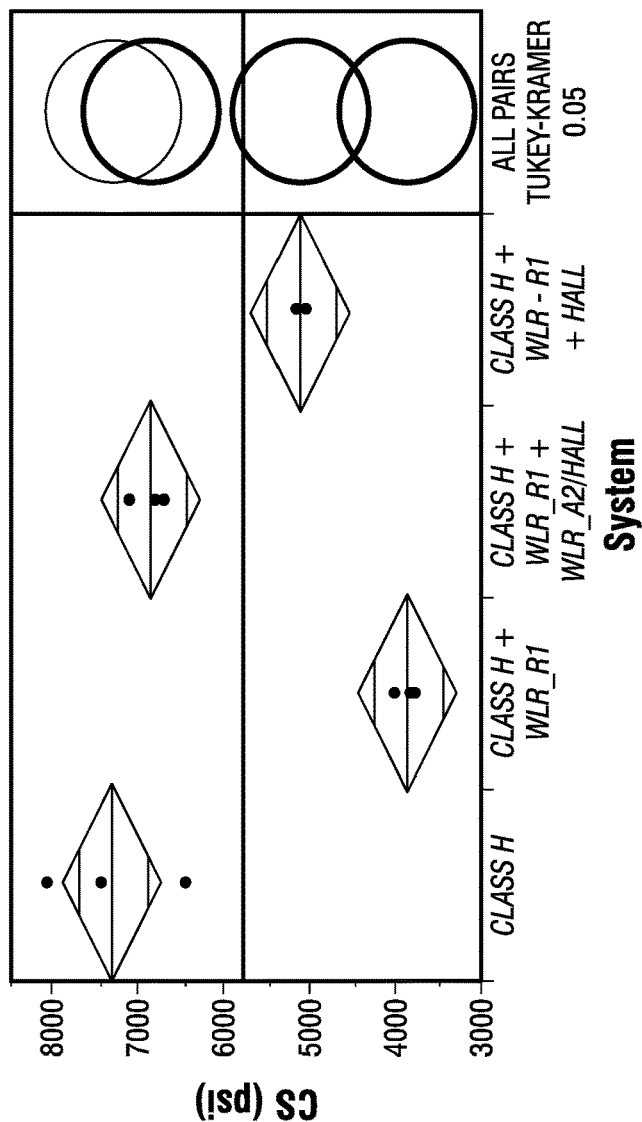 CS (psi)
8000
7000
6000
5000
4000
3000
CLASS H
CLASS H +
WLR_R1
CLASS H +
WLR_R1 +
WLR_A2/HALL
CLASS H +
WLR - R1
+ HALL
ALL PAIRS
TUKEY-KRAMER
0.05
System